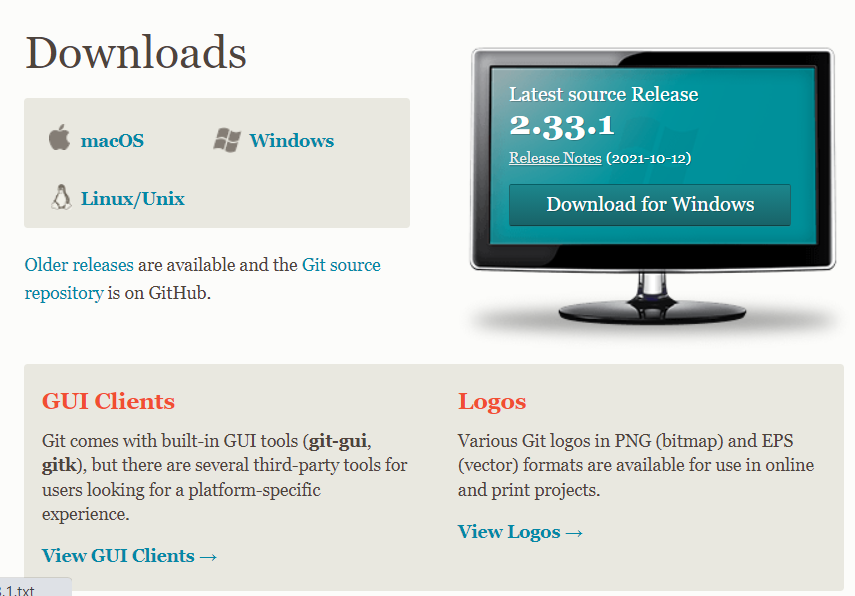 Downloads
macOS
Windows
Linux/Unix
Older releases are available and the Git source
repository is on GitHub.
Latest source Release
2.33.1
Release Notes (2021-10-12)
Download for Windows
GUI Clients
Git comes with built-in GUI tools (git-gui,
gitk), but there are several third-party tools for
users looking for a platform-specific
experience.
View GUI Clients →
Logos
Various Git logos in PNG (bitmap) and EPS
(vector) formats are available for use in online
and print projects.
View Logos →
.1.txt